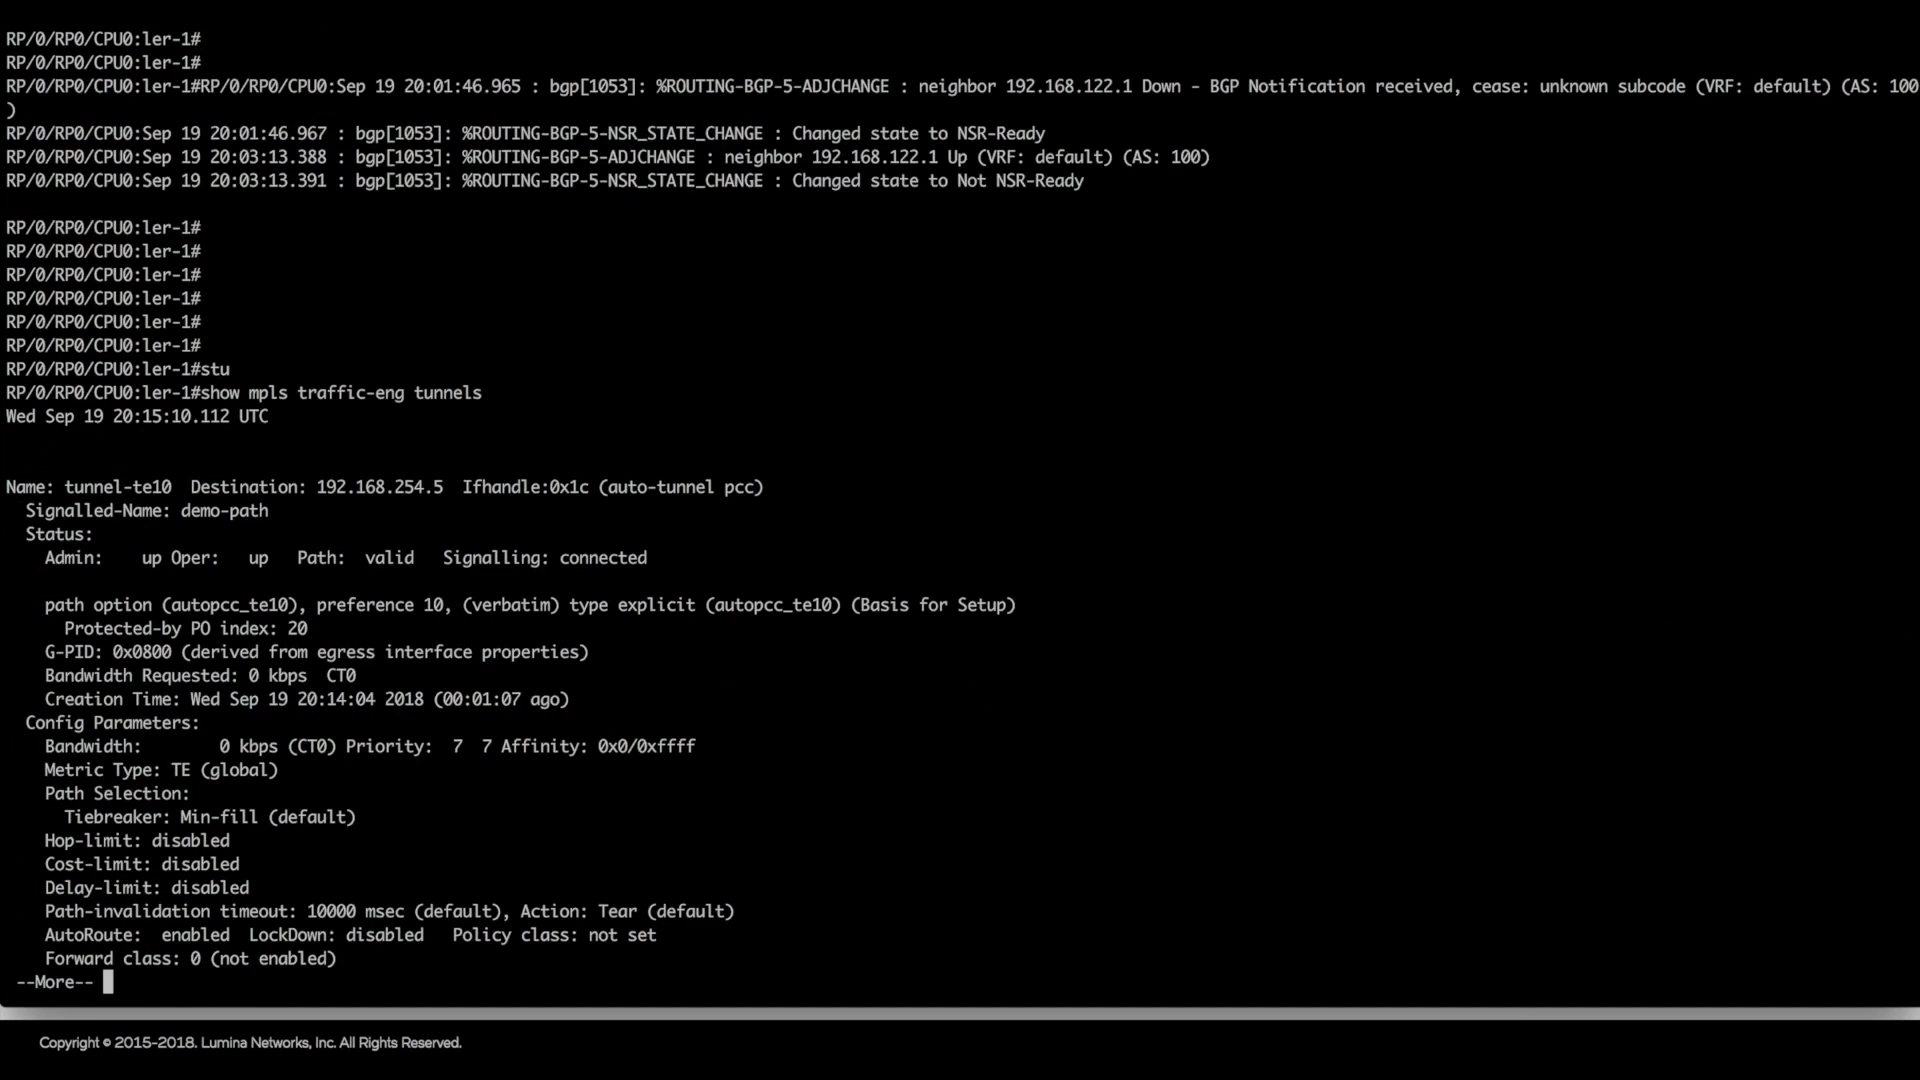 RP/0/RP0/CPU0:ler-1#
RP/0/RP0/CPU0:ler-1#
RP/0/RP0/CPU0:ler-1#RP/0/RP0/CPU0:Sep 19 20:01:46.965 : bgp[1053]: %ROUTING-BGP-5-ADJCHANGE : neighbor 192.168.122.1 Down - BGP Notification received, cease: unknown subcode (VRF: default) (AS: 100
)
RP/0/RP0/CPU0:Sep 19 20:01:46.967 : bgp[1053]: %ROUTING-BGP-5-NSR_STATE_CHANGE : Changed state to NSR-Ready
RP/0/RP0/CPU0:Sep 19 20:03:13.388 : bgp[1053]: %ROUTING-BGP-5-ADJCHANGE : neighbor 192.168.122.1 Up (VRF: default) (AS: 100)
RP/0/RP0/CPU0:Sep 19 20:03:13.391 : bgp[1053]: %ROUTING-BGP-5-NSR_STATE_CHANGE : Changed state to Not NSR-Ready
RP/0/RP0/CPU0:ler-1#
RP/0/RP0/CPU0:ler-1#
RP/0/RP0/CPU0:ler-1#
RP/0/RP0/CPU0:ler-1#
RP/0/RP0/CPU0:ler-1#
RP/0/RP0/CPU0:ler-1#
RP/0/RP0/CPU0:ler-1#stu
RP/0/RP0/CPU0:ler-1#show mpls traffic-eng tunnels
Wed Sep 19 20:15:10.112 UTC
Name: tunnel-te10  Destination: 192.168.254.5  Ifhandle:0x1c (auto-tunnel pcc)
  Signalled-Name: demo-path
  Status:
    Admin:    up Oper:   up   Path:  valid   Signalling: connected
    path option (autopcc_te10), preference 10, (verbatim) type explicit (autopcc_te10) (Basis for Setup)
      Protected-by PO index: 20
    G-PID: 0x0800 (derived from egress interface properties)
    Bandwidth Requested: 0 kbps  CT0
    Creation Time: Wed Sep 19 20:14:04 2018 (00:01:07 ago)
  Config Parameters:
    Bandwidth:        0 kbps (CT0) Priority:  7  7 Affinity: 0x0/0xffff
    Metric Type: TE (global)
    Path Selection:
      Tiebreaker: Min-fill (default)
    Hop-limit: disabled
    Cost-limit: disabled
    Delay-limit: disabled
    Path-invalidation timeout: 10000 msec (default), Action: Tear (default)
    AutoRoute:  enabled  LockDown: disabled   Policy class: not set
    Forward class: 0 (not enabled)
 --More--
Copyright © 2015-2018. Lumina Networks, Inc. All Rights Reserved.